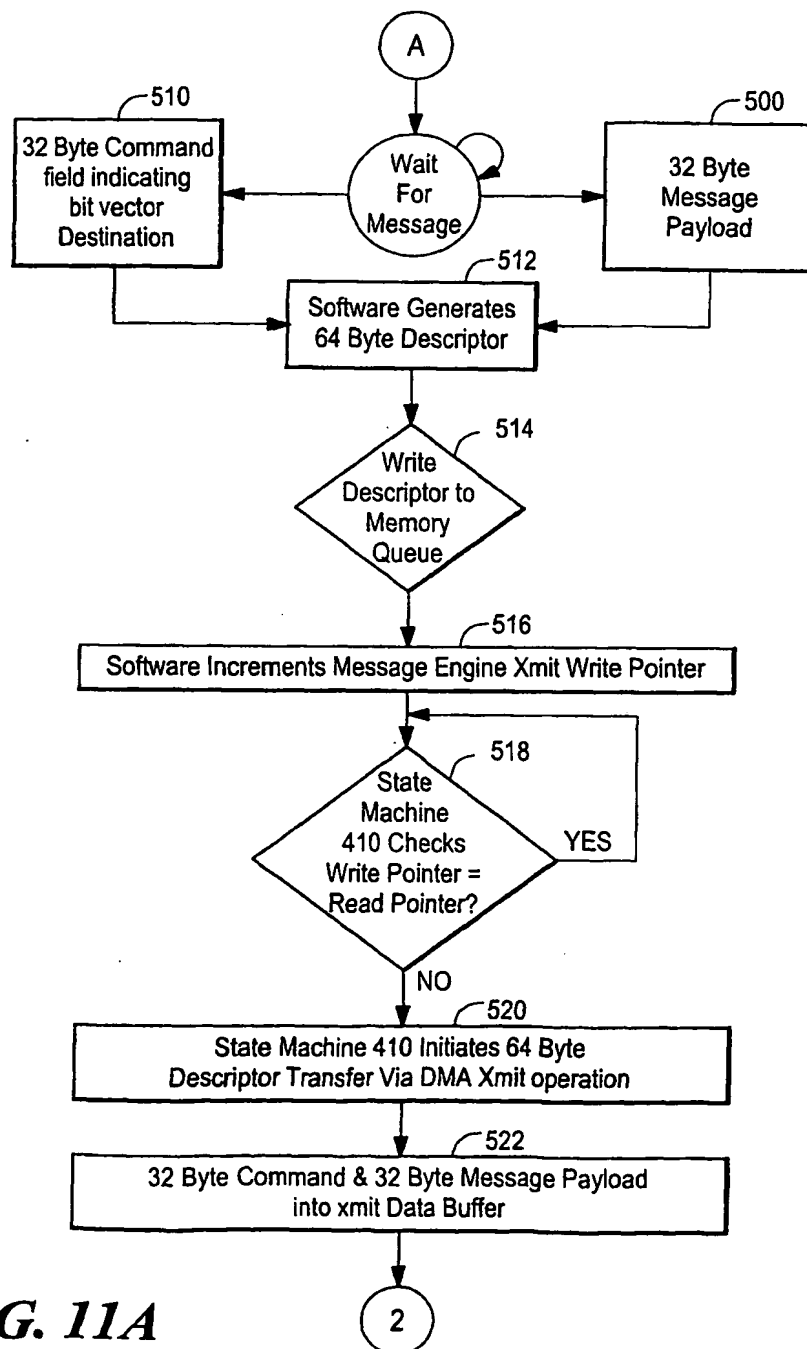 A
510
32 Byte Command
field indicating
bit vector
Destination
Wait
For
Message
500
32 Byte
Message
Payload
512
Software Generates
64 Byte Descriptor
514
Write
Descriptor to
Memory
Queue
516
Software Increments Message Engine Xmit Write Pointer
518
State
Machine
410 Checks
Write Pointer =
Read Pointer?
YES
NO
520
State Machine 410 Initiates 64 Byte
Descriptor Transfer Via DMA Xmit operation
522
32 Byte Command & 32 Byte Message Payload
into xmit Data Buffer
G. 11A
2